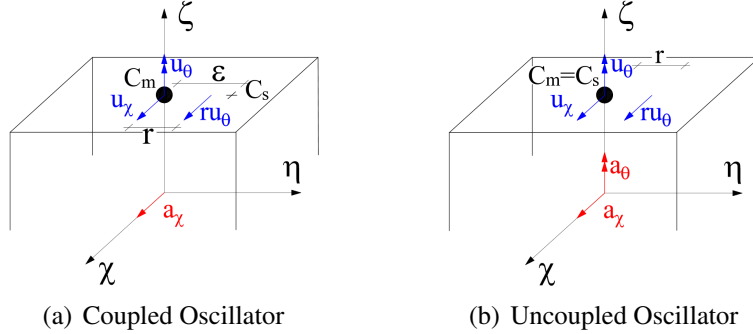 ζ ζ
u_θ u_θ r
C_m ε C_m=C_s
C_s
u_χ ru_θ u_χ ru_θ
r
η a_θ η
a_χ a_χ
χ χ
(a) Coupled Oscillator (b) Uncoupled Oscillator